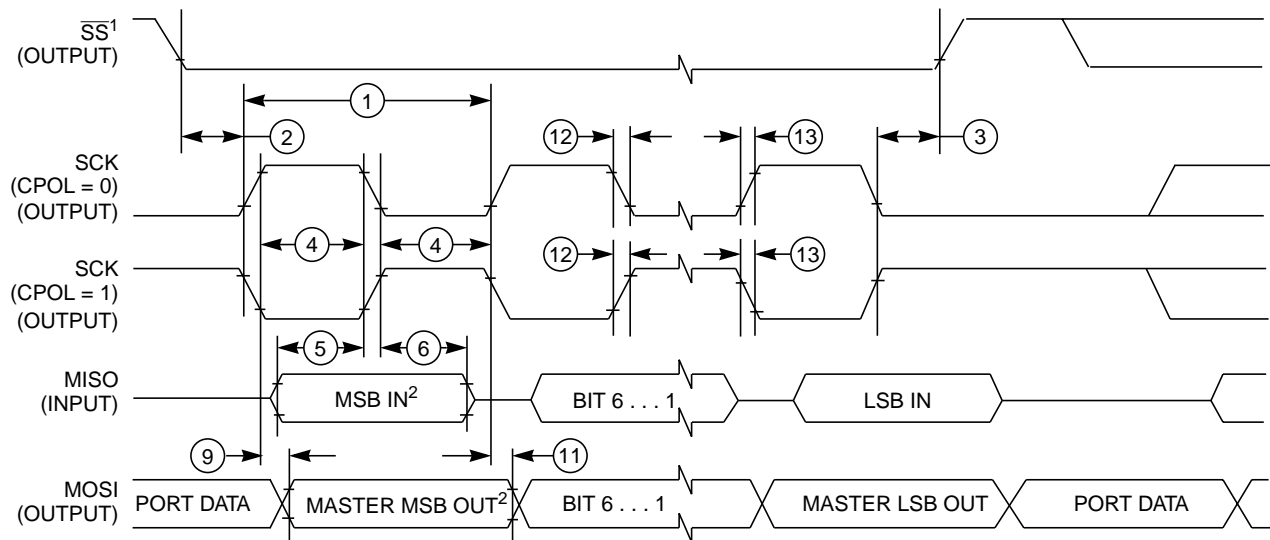 SS¹
(OUTPUT)
1
2
12
13
3
SCK
(CPOL = 0)
(OUTPUT)
4
4
SCK
(CPOL = 1)
(OUTPUT)
12
13
5
6
MISO
(INPUT)
MSB IN²
BIT 6 . . . 1
LSB IN
9
11
MOSI
(OUTPUT)
PORT DATA
MASTER MSB OUT²
BIT 6 . . . 1
MASTER LSB OUT
PORT DATA